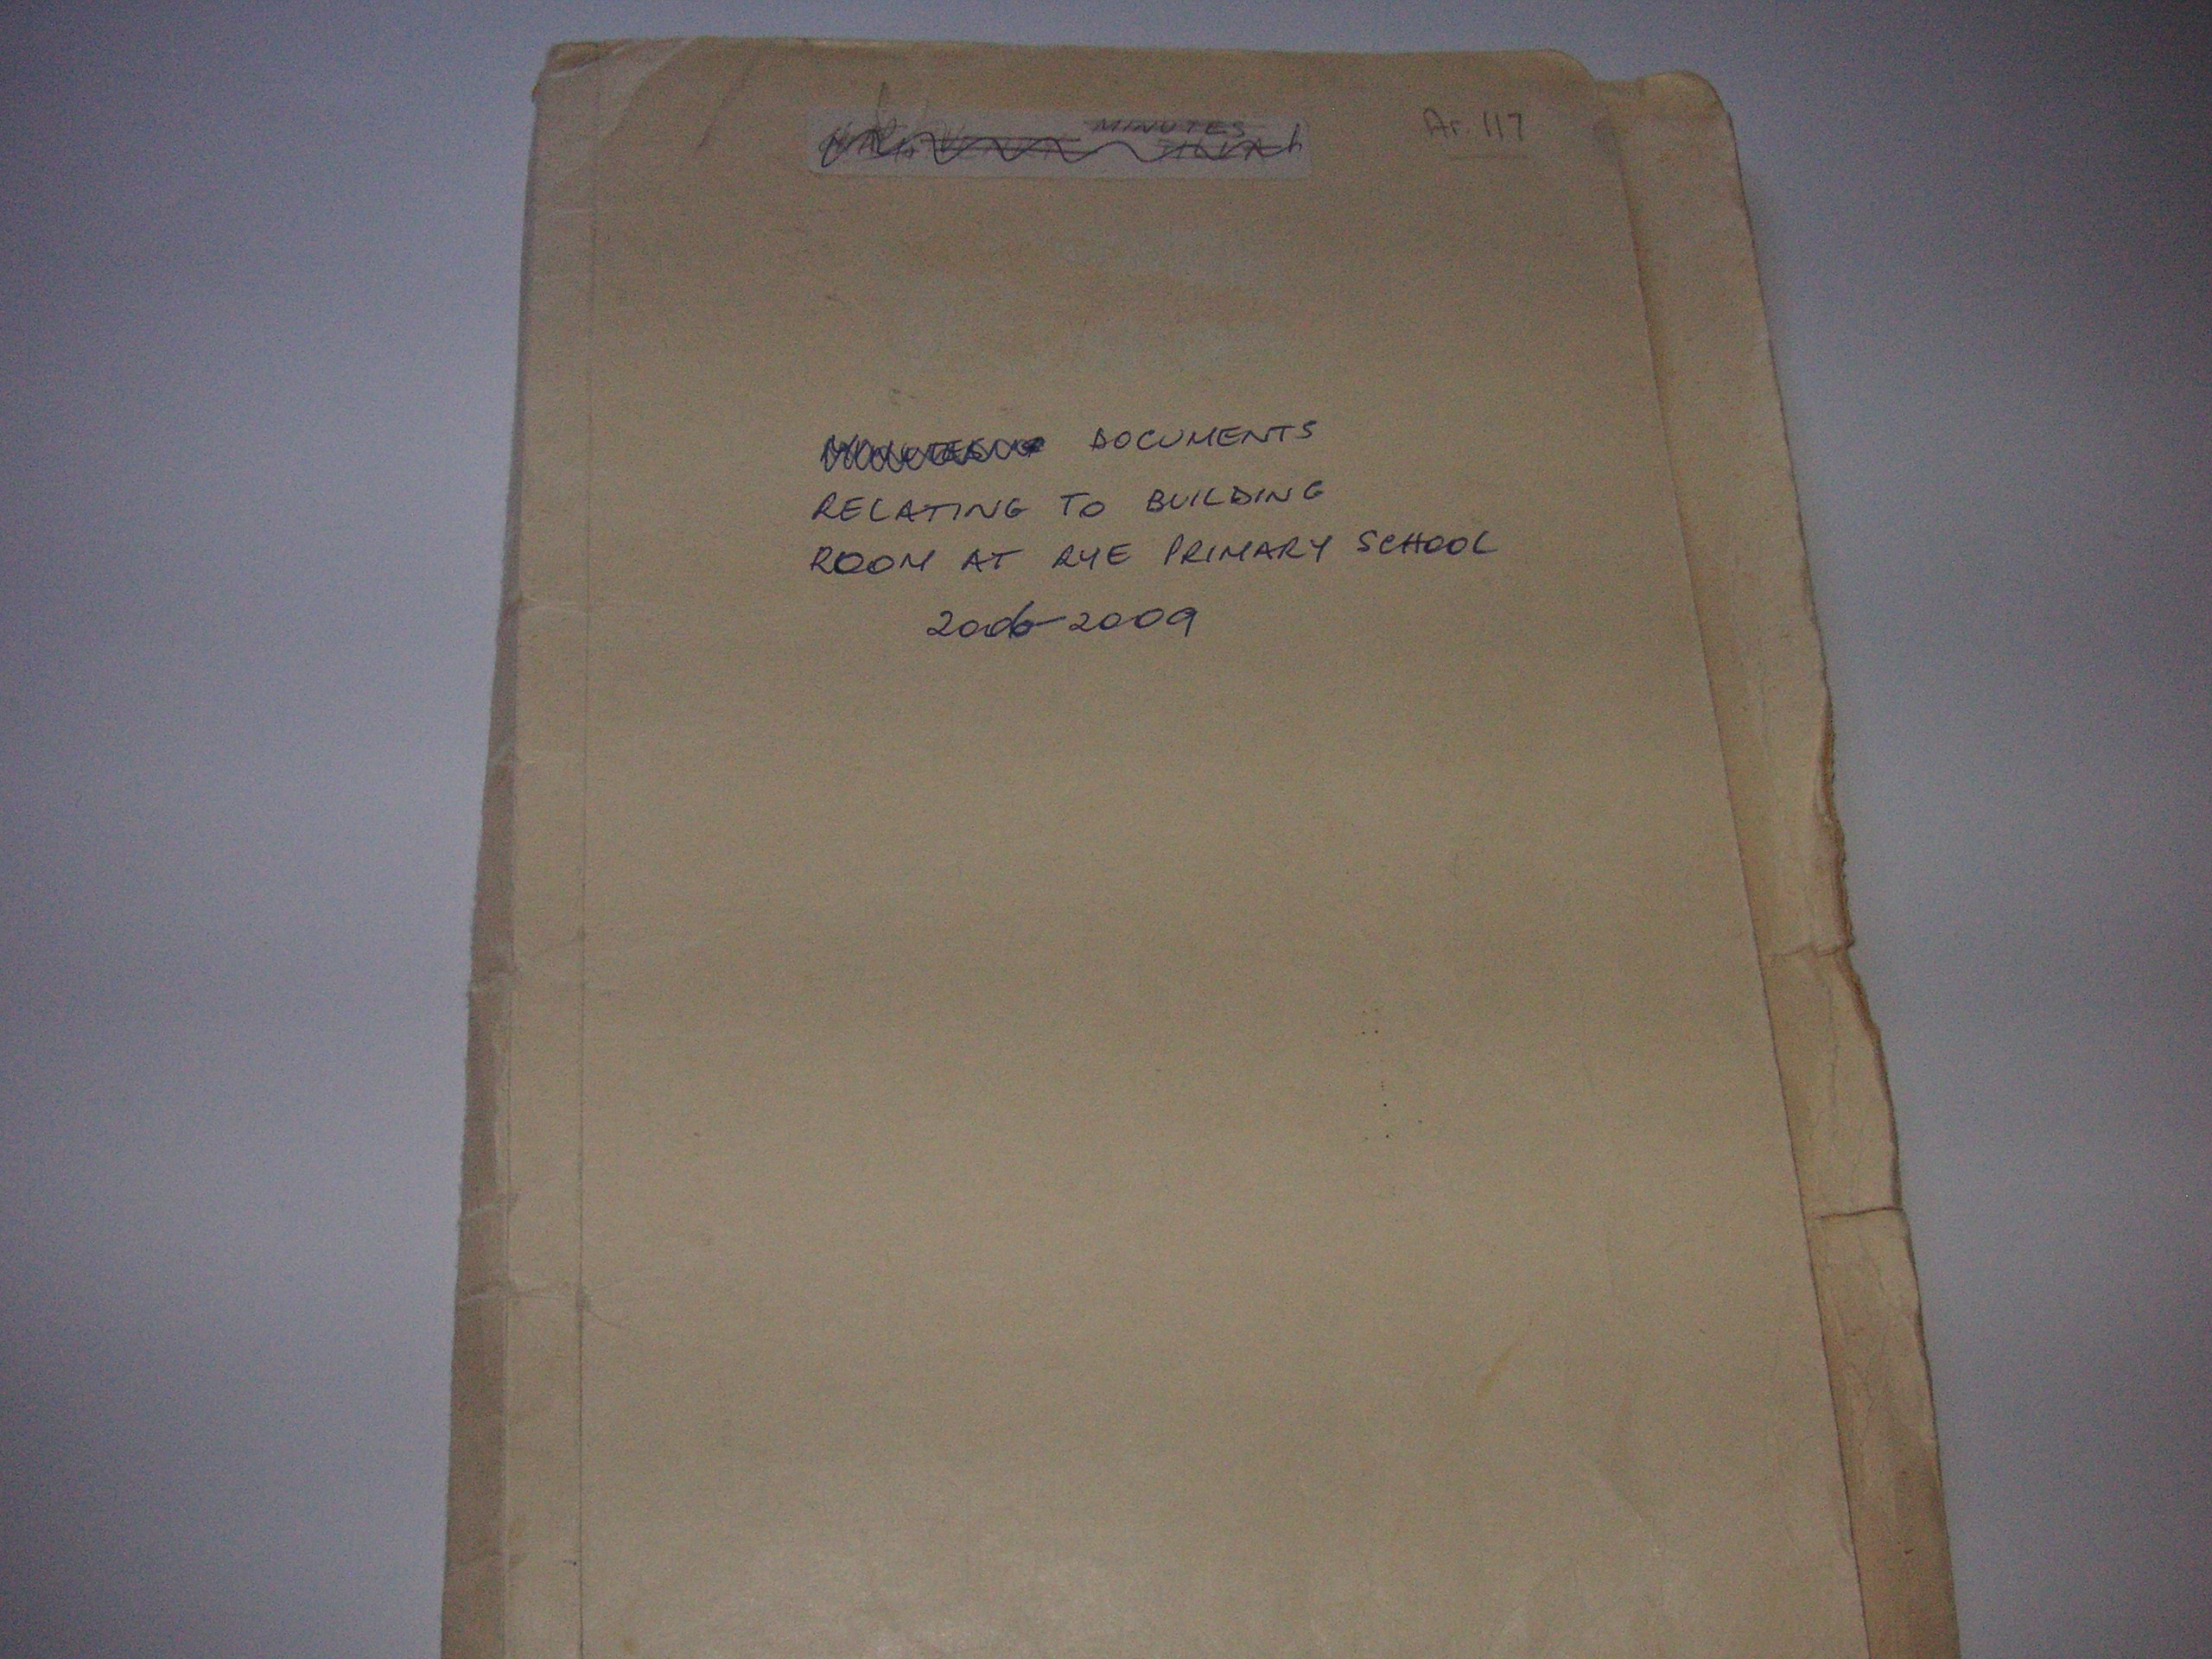 MINUTES
Ar. 117
DOCUMENTS
RELATING TO BUILDING
ROOM AT RYE PRIMARY SCHOOL
2006-2009